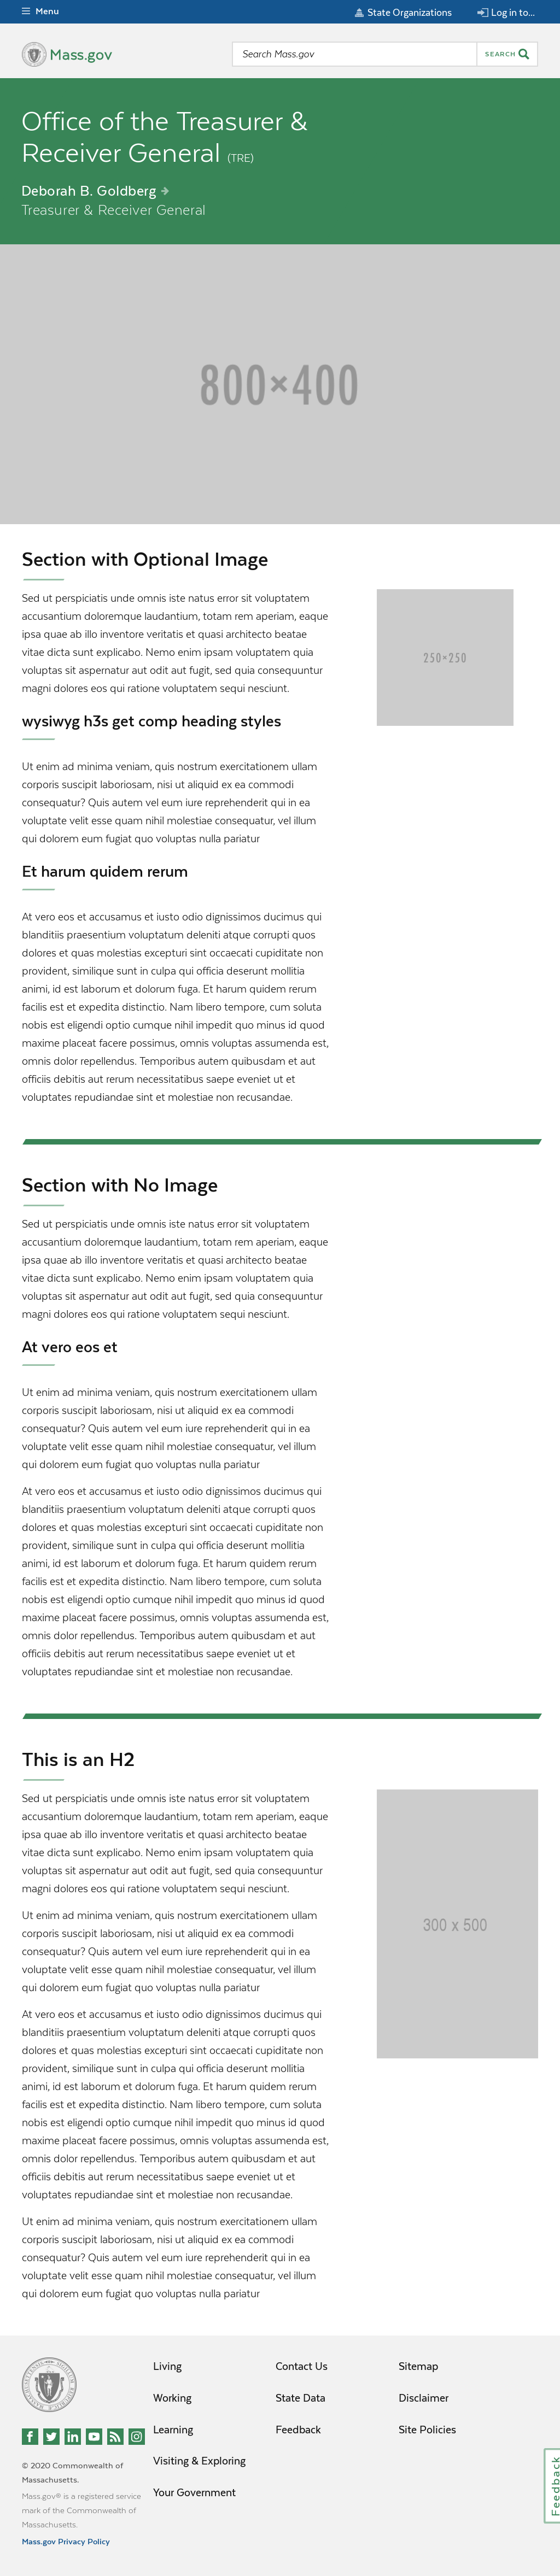 Menu
State Organizations
Log in to...
Mass.gov
Search Mass.gov
SEARCH
Office of the Treasurer &
Receiver General (TRE)
Deborah B. Goldberg
Treasurer & Receiver General
800×400
Section with Optional Image
Sed ut perspiciatis unde omnis iste natus error sit voluptatem
accusantium doloremque laudantium, totam rem aperiam, eaque
ipsa quae ab illo inventore veritatis et quasi architecto beatae
vitae dicta sunt explicabo. Nemo enim ipsam voluptatem quia
voluptas sit aspernatur aut odit aut fugit, sed quia consequuntur
magni dolores eos qui ratione voluptatem sequi nesciunt.
250×250
wysiwyg h3s get comp heading styles
Ut enim ad minima veniam, quis nostrum exercitationem ullam
corporis suscipit laboriosam, nisi ut aliquid ex ea commodi
consequatur? Quis autem vel eum iure reprehenderit qui in ea
voluptate velit esse quam nihil molestiae consequatur, vel illum
qui dolorem eum fugiat quo voluptas nulla pariatur
Et harum quidem rerum
At vero eos et accusamus et iusto odio dignissimos ducimus qui
blanditiis praesentium voluptatum deleniti atque corrupti quos
dolores et quas molestias excepturi sint occaecati cupiditate non
provident, similique sunt in culpa qui officia deserunt mollitia
animi, id est laborum et dolorum fuga. Et harum quidem rerum
facilis est et expedita distinctio. Nam libero tempore, cum soluta
nobis est eligendi optio cumque nihil impedit quo minus id quod
maxime placeat facere possimus, omnis voluptas assumenda est,
omnis dolor repellendus. Temporibus autem quibusdam et aut
officiis debitis aut rerum necessitatibus saepe eveniet ut et
voluptates repudiandae sint et molestiae non recusandae.
Section with No Image
Sed ut perspiciatis unde omnis iste natus error sit voluptatem
accusantium doloremque laudantium, totam rem aperiam, eaque
ipsa quae ab illo inventore veritatis et quasi architecto beatae
vitae dicta sunt explicabo. Nemo enim ipsam voluptatem quia
voluptas sit aspernatur aut odit aut fugit, sed quia consequuntur
magni dolores eos qui ratione voluptatem sequi nesciunt.
At vero eos et
Ut enim ad minima veniam, quis nostrum exercitationem ullam
corporis suscipit laboriosam, nisi ut aliquid ex ea commodi
consequatur? Quis autem vel eum iure reprehenderit qui in ea
voluptate velit esse quam nihil molestiae consequatur, vel illum
qui dolorem eum fugiat quo voluptas nulla pariatur
At vero eos et accusamus et iusto odio dignissimos ducimus qui
blanditiis praesentium voluptatum deleniti atque corrupti quos
dolores et quas molestias excepturi sint occaecati cupiditate non
provident, similique sunt in culpa qui officia deserunt mollitia
animi, id est laborum et dolorum fuga. Et harum quidem rerum
facilis est et expedita distinctio. Nam libero tempore, cum soluta
nobis est eligendi optio cumque nihil impedit quo minus id quod
maxime placeat facere possimus, omnis voluptas assumenda est,
omnis dolor repellendus. Temporibus autem quibusdam et aut
officiis debitis aut rerum necessitatibus saepe eveniet ut et
voluptates repudiandae sint et molestiae non recusandae.
This is an H2
Sed ut perspiciatis unde omnis iste natus error sit voluptatem
accusantium doloremque laudantium, totam rem aperiam, eaque
ipsa quae ab illo inventore veritatis et quasi architecto beatae
vitae dicta sunt explicabo. Nemo enim ipsam voluptatem quia
voluptas sit aspernatur aut odit aut fugit, sed quia consequuntur
magni dolores eos qui ratione voluptatem sequi nesciunt.
300 x 500
Ut enim ad minima veniam, quis nostrum exercitationem ullam
corporis suscipit laboriosam, nisi ut aliquid ex ea commodi
consequatur? Quis autem vel eum iure reprehenderit qui in ea
voluptate velit esse quam nihil molestiae consequatur, vel illum
qui dolorem eum fugiat quo voluptas nulla pariatur
At vero eos et accusamus et iusto odio dignissimos ducimus qui
blanditiis praesentium voluptatum deleniti atque corrupti quos
dolores et quas molestias excepturi sint occaecati cupiditate non
provident, similique sunt in culpa qui officia deserunt mollitia
animi, id est laborum et dolorum fuga. Et harum quidem rerum
facilis est et expedita distinctio. Nam libero tempore, cum soluta
nobis est eligendi optio cumque nihil impedit quo minus id quod
maxime placeat facere possimus, omnis voluptas assumenda est,
omnis dolor repellendus. Temporibus autem quibusdam et aut
officiis debitis aut rerum necessitatibus saepe eveniet ut et
voluptates repudiandae sint et molestiae non recusandae.
Ut enim ad minima veniam, quis nostrum exercitationem ullam
corporis suscipit laboriosam, nisi ut aliquid ex ea commodi
consequatur? Quis autem vel eum iure reprehenderit qui in ea
voluptate velit esse quam nihil molestiae consequatur, vel illum
qui dolorem eum fugiat quo voluptas nulla pariatur
Living
Working
Learning
Visiting & Exploring
Your Government
Contact Us
State Data
Feedback
Sitemap
Disclaimer
Site Policies
© 2020 Commonwealth of
Massachusetts.
Mass.gov® is a registered service
mark of the Commonwealth of
Massachusetts.
Mass.gov Privacy Policy
Feedback